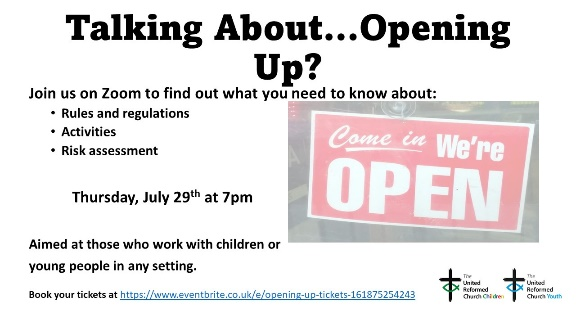 Talking About...Opening
Up?
Join us on Zoom to find out what you need to know about:
• Rules and regulations
• Activities
• Risk assessment
Come in We're
OPEN
Thursday, July 29th at 7pm
Aimed at those who work with children or
young people in any setting.
Book your tickets at https://www.eventbrite.co.uk/e/opening-up-tickets-161875254243
The
United
Reformed
Church Children
The
United
Reformed
Church Youth